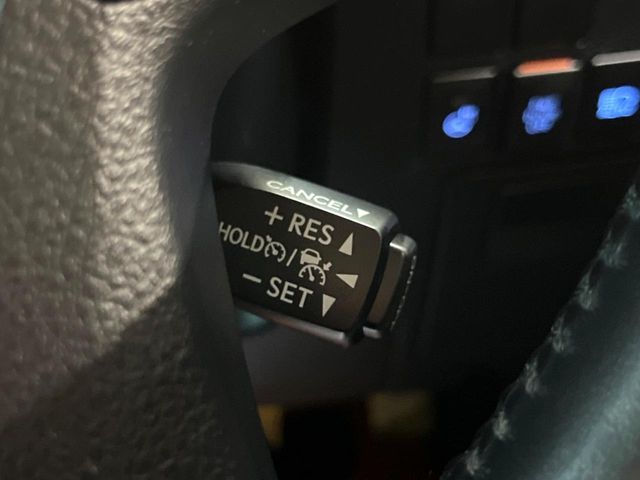 CANCEL▼
+ RES ▲
HOLD /
− SET ▼